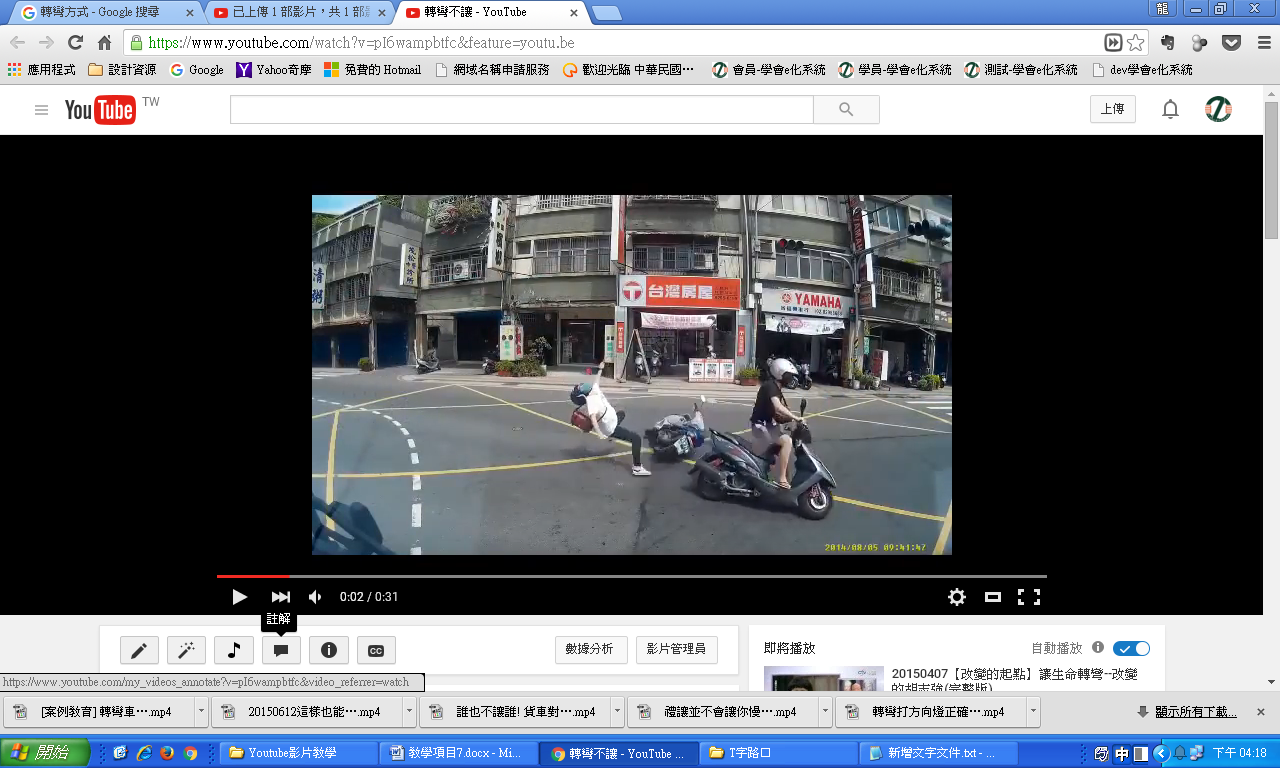 轉彎方式 - Google 搜尋
已上傳 1 部影片，共 1 部影
轉彎不讓 - YouTube
龍
https://www.youtube.com/watch?v=pI6wampbtfc&feature=youtu.be
應用程式
設計資源
Google
Yahoo奇摩
免費的 Hotmail
網域名稱申請服務
歡迎光臨 中華民國…
會員-學會e化系統
學員-學會e化系統
測試-學會e化系統
dev學會e化系統
YouTube TW
上傳
清粥
台灣房屋
YAMAHA
YAMAHA
2014/08/05 09:41:47
0:02 / 0:31
註解
數據分析
影片管理員
即將播放
自動播放
20150407【改變的起點】讓生命轉彎--改變
的胡志強(完整版)
https://www.youtube.com/my_videos_annotate?v=pI6wampbtfc&video_referrer=watch
[案例教育] 轉彎車….mp4
20150612這樣也能….mp4
誰也不讓誰! 貨車對….mp4
禮讓並不會讓你慢….mp4
轉彎打方向燈正確….mp4
顯示所有下載...
開始
Youtube影片教學
教學項目7.docx - Mi...
轉彎不讓 - YouTube ...
T字路口
新增文字文件.txt - ...
中
下午 04:18